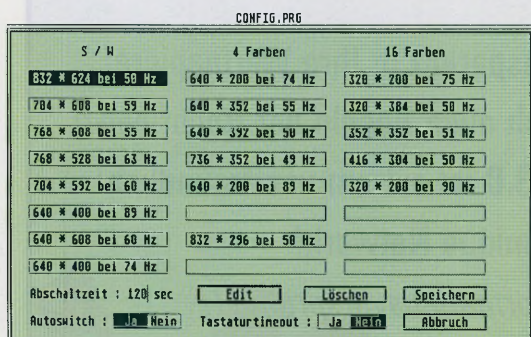 CONFIG.PRG
S / W 4 Farben 16 Farben
832 * 624 bei 50 Hz 640 * 200 bei 74 Hz 320 * 200 bei 75 Hz
704 * 608 bei 59 Hz 640 * 352 bei 55 Hz 320 * 384 bei 50 Hz
768 * 608 bei 55 Hz 640 * 392 bei 50 Hz 352 * 352 bei 51 Hz
768 * 528 bei 63 Hz 736 * 352 bei 49 Hz 416 * 304 bei 50 Hz
704 * 592 bei 60 Hz 640 * 200 bei 89 Hz 320 * 200 bei 90 Hz
640 * 400 bei 89 Hz
640 * 608 bei 60 Hz 832 * 296 bei 50 Hz
640 * 400 bei 74 Hz
Abschaltzeit : 120 sec Edit Löschen Speichern
Autoswitch : Ja Nein Tastaturtimeout : Ja Nein Abbruch